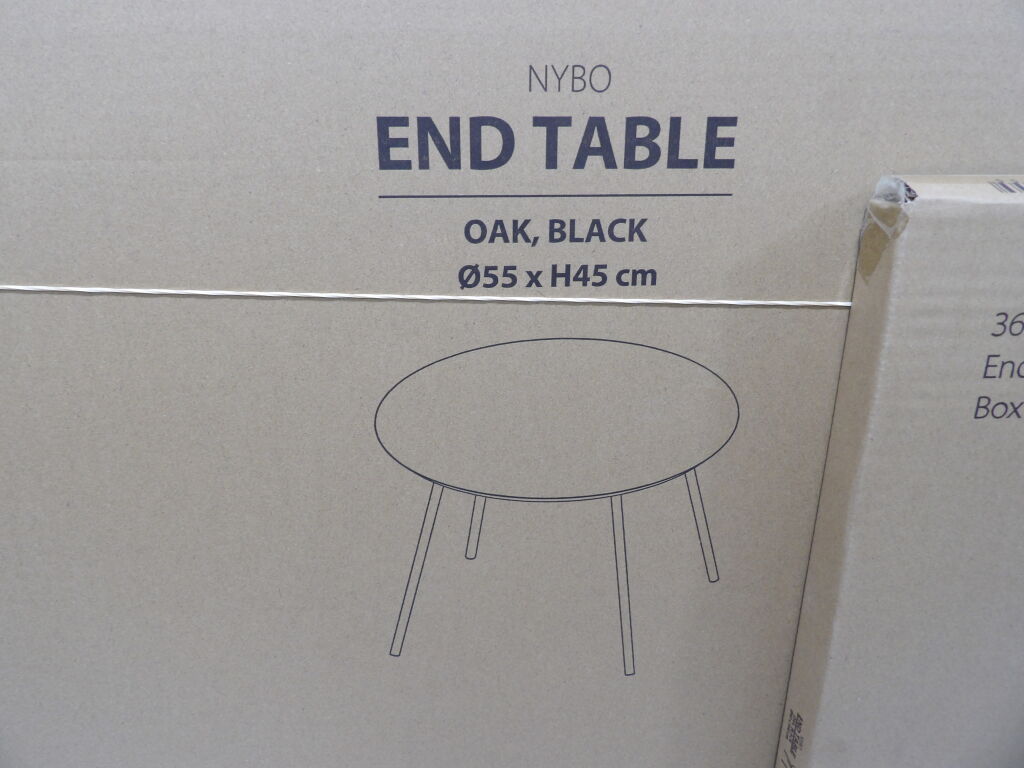 NYBO
END TABLE
OAK, BLACK
Ø55 x H45 cm
36
End
Box